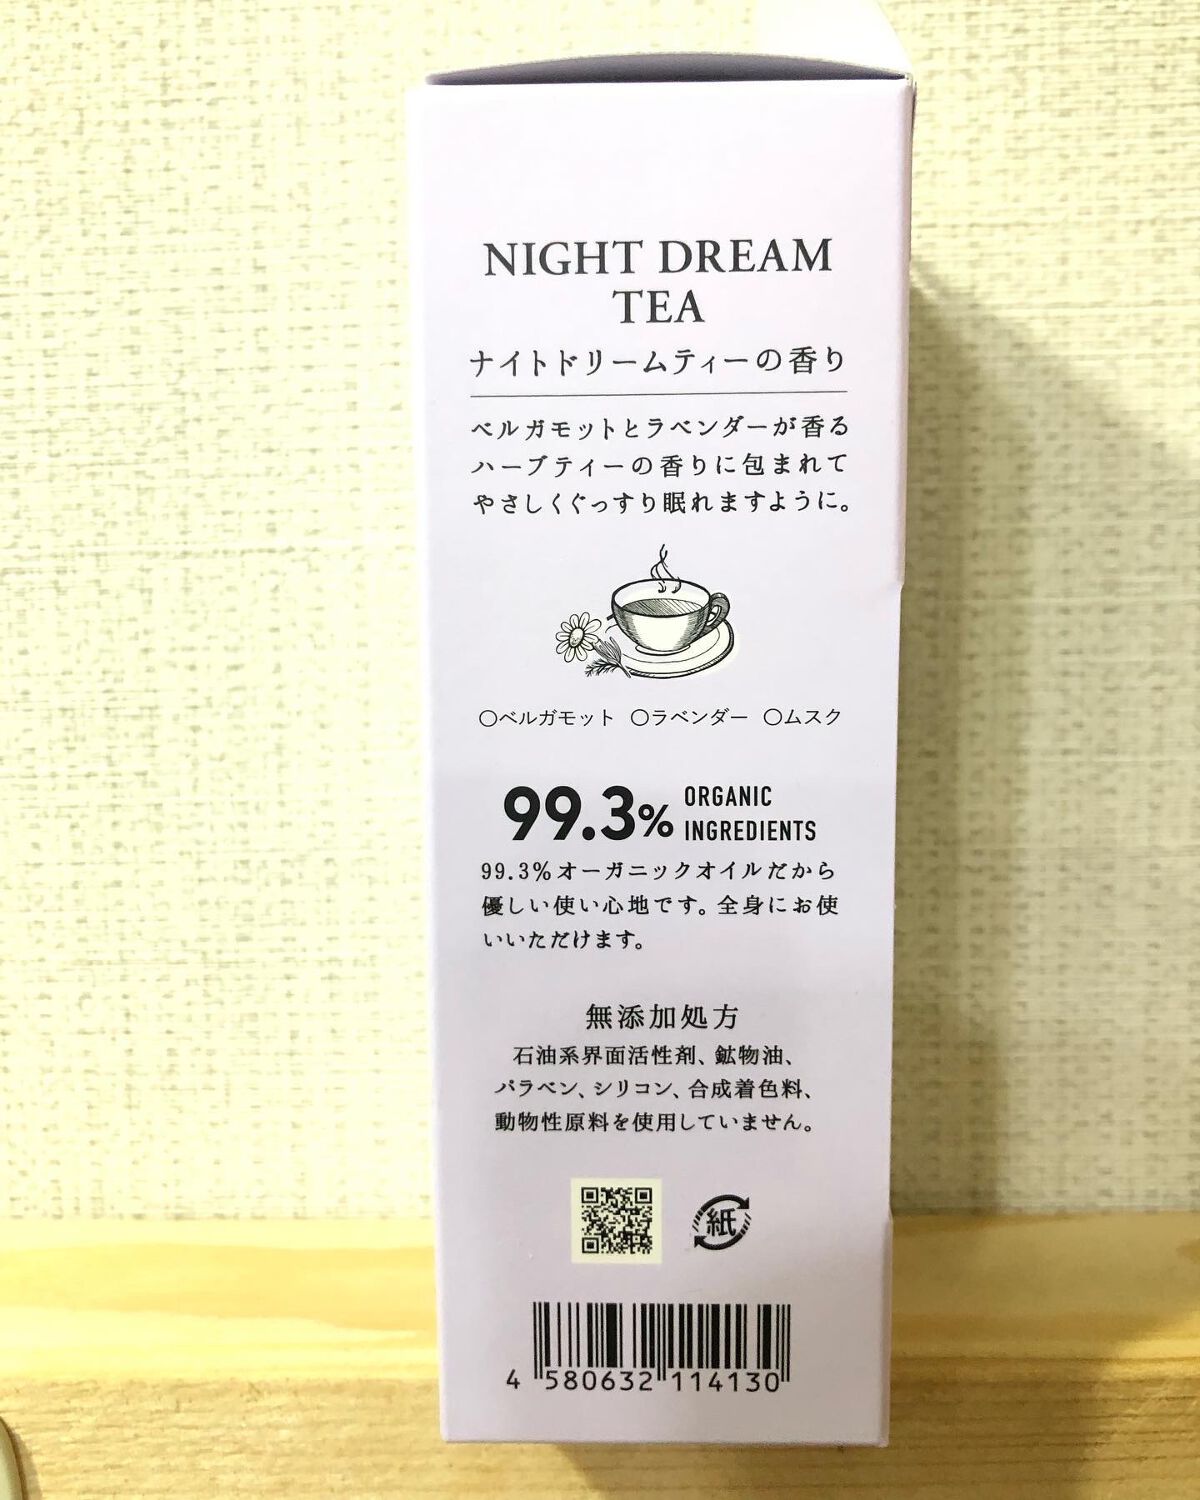 NIGHT DREAM
TEA
ナイトドリームティーの香り
ベルガモットとラベンダーが香る
ハーブティーの香りに包まれて
やさしくぐっすり眠れますように。
○ベルガモット ○ラベンダー ○ムスク
99.3% ORGANIC
INGREDIENTS
99.3%オーガニックオイルだから
優しい使い心地です。全身にお使
いいただけます。
無添加処方
石油系界面活性剤、鉱物油、
パラベン、シリコン、合成着色料、
動物性原料を使用していません。
紙
4 580632 114130